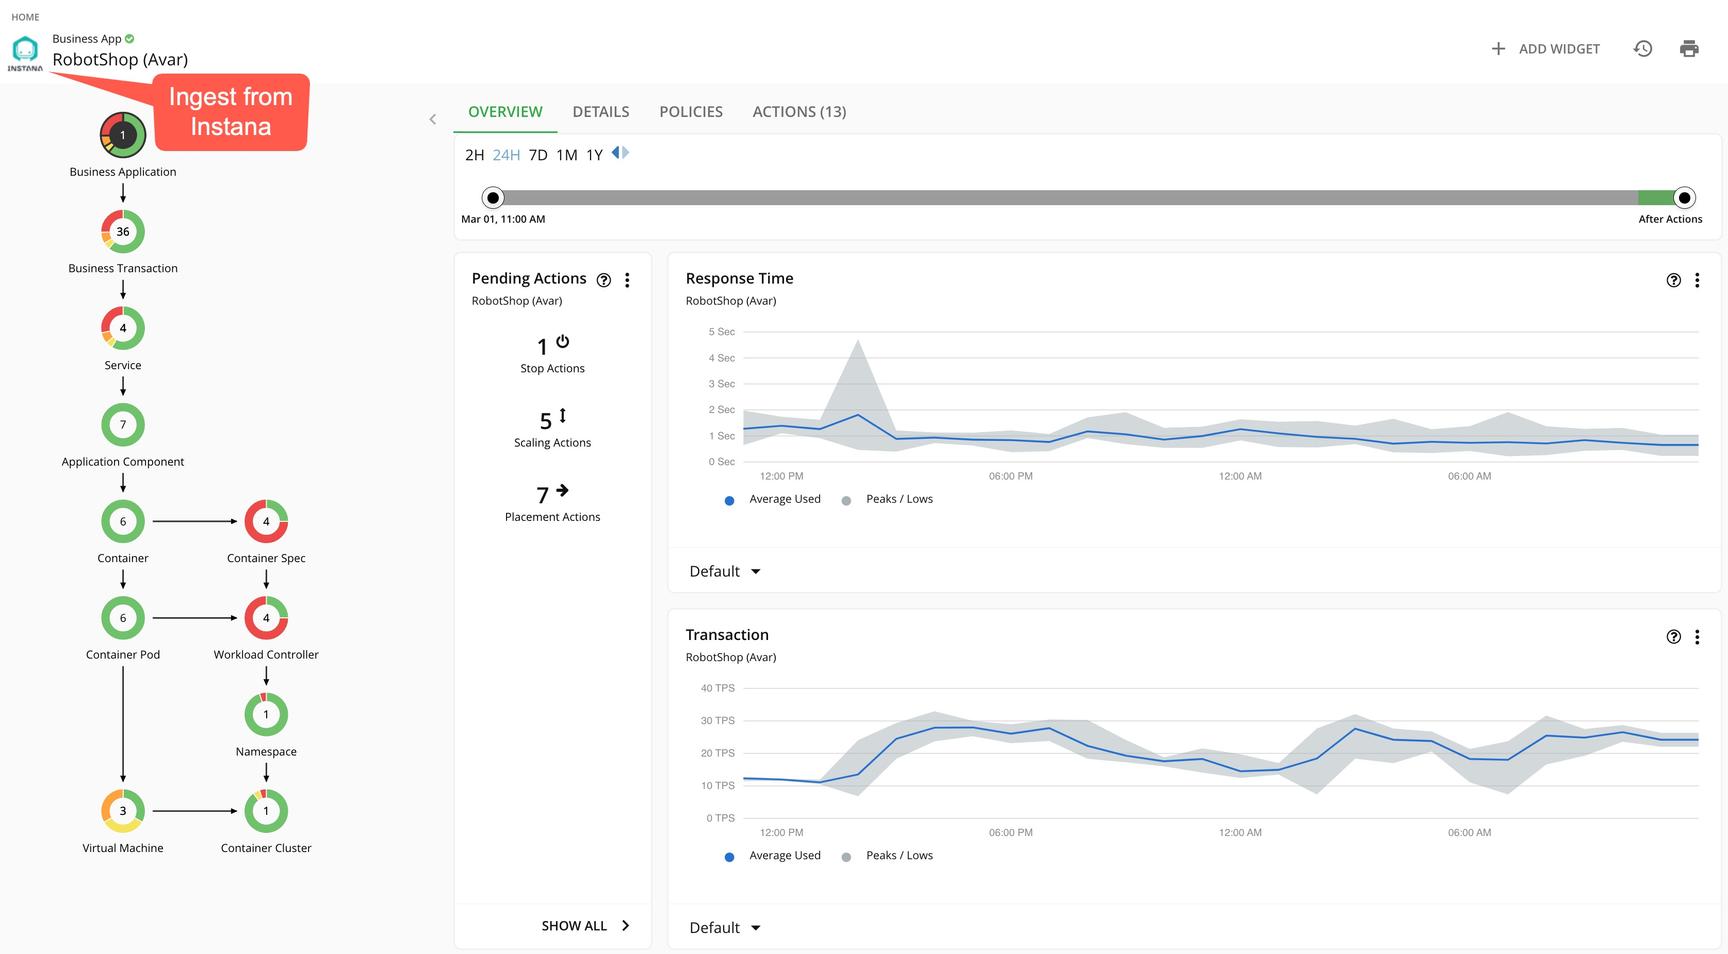 HOME
Business App
RobotShop (Avar)
INSTANA
Ingest from
Instana
+ ADD WIDGET
1
Business Application
36
Business Transaction
4
Service
7
Application Component
6
Container
4
Container Spec
6
Container Pod
4
Workload Controller
1
Namespace
3
Virtual Machine
1
Container Cluster
OVERVIEW DETAILS POLICIES ACTIONS (13)
2H 24H 7D 1M 1Y
Mar 01, 11:00 AM After Actions
Pending Actions
RobotShop (Avar)
1
Stop Actions
5
Scaling Actions
7
Placement Actions
SHOW ALL
Response Time
RobotShop (Avar)
5 Sec
4 Sec
3 Sec
2 Sec
1 Sec
0 Sec
12:00 PM 06:00 PM 12:00 AM 06:00 AM
Average Used Peaks / Lows
Default
Transaction
RobotShop (Avar)
40 TPS
30 TPS
20 TPS
10 TPS
0 TPS
12:00 PM 06:00 PM 12:00 AM 06:00 AM
Average Used Peaks / Lows
Default